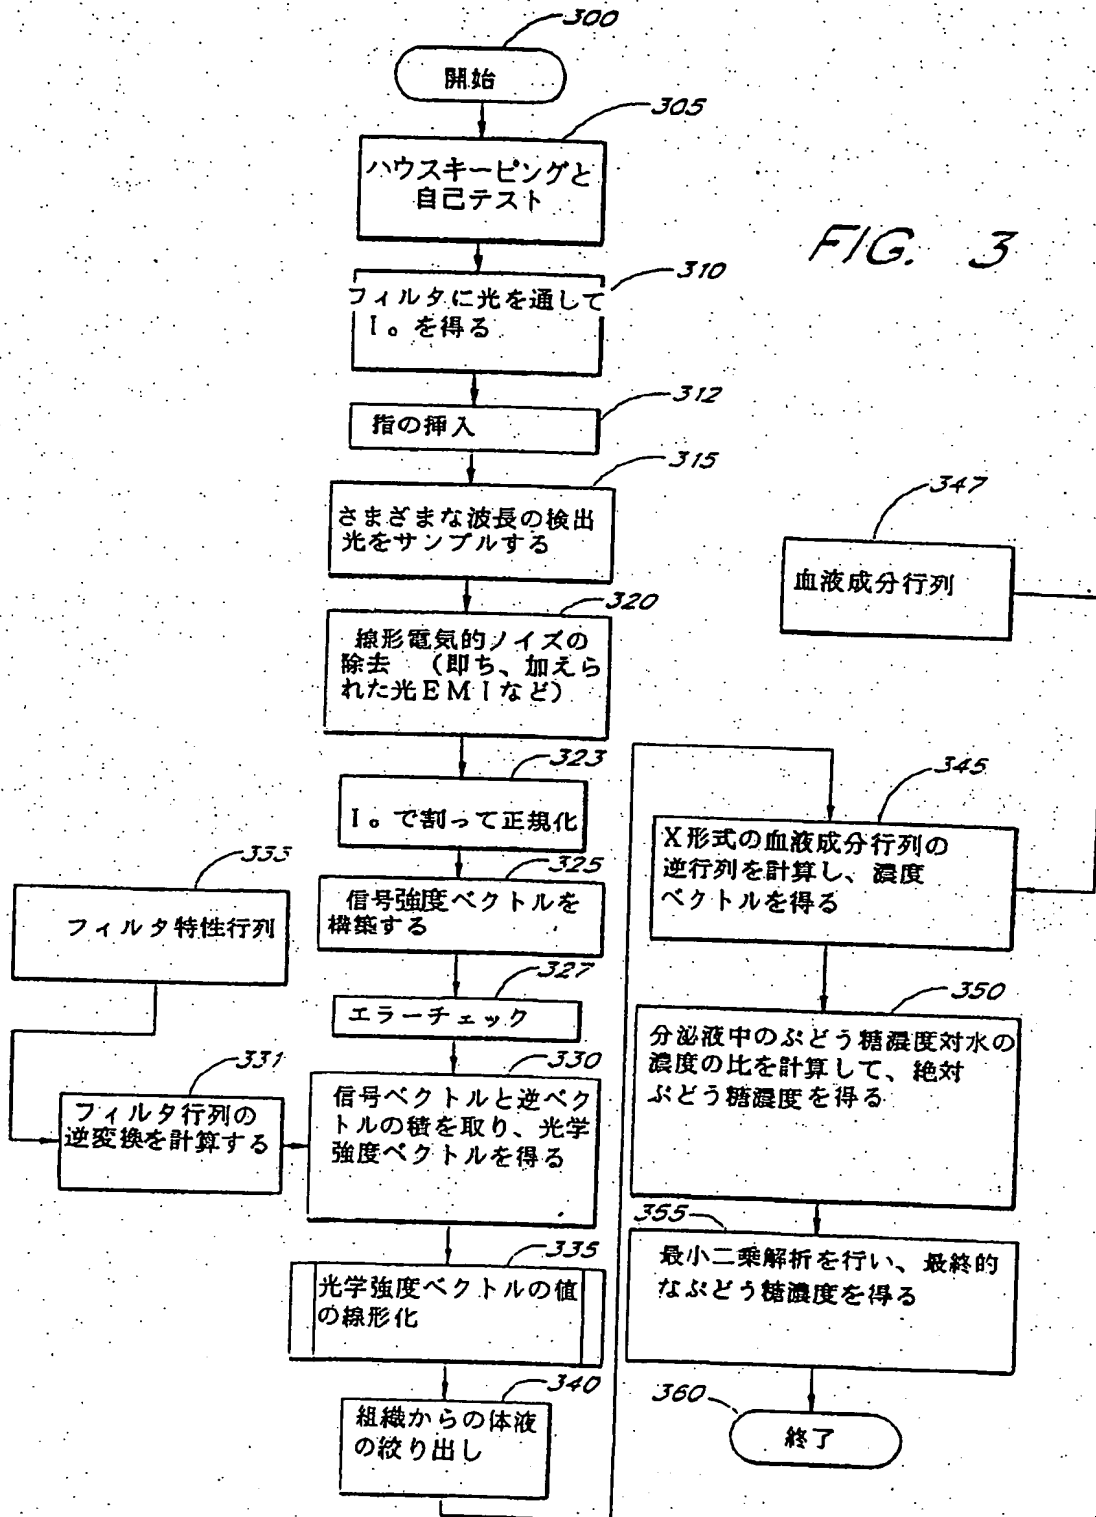 300
開始
305
ハウスキーピングと
自己テスト
FIG. 3
310
フィルタに光を通して
I。を得る
312
指の挿入
315
さまざまな波長の検出
光をサンプルする
320
線形電気的ノイズの
除去 （即ち、加えら
れた光EMIなど）
323
I。で割って正規化
325
信号強度ベクトルを
構築する
327
エラーチェック
333
フィルタ特性行列
331
フィルタ行列の
逆変換を計算する
330
信号ベクトルと逆ベク
トルの積を取り、光学
強度ベクトルを得る
335
光学強度ベクトルの値
の線形化
340
組織からの体液
の絞り出し
347
血液成分行列
345
X形式の血液成分行列の
逆行列を計算し、濃度
ベクトルを得る
350
分泌液中のぶどう糖濃度対水の
濃度の比を計算して、絶対
ぶどう糖濃度を得る
355
最小二乗解析を行い、最終的
なぶどう糖濃度を得る
360
終了